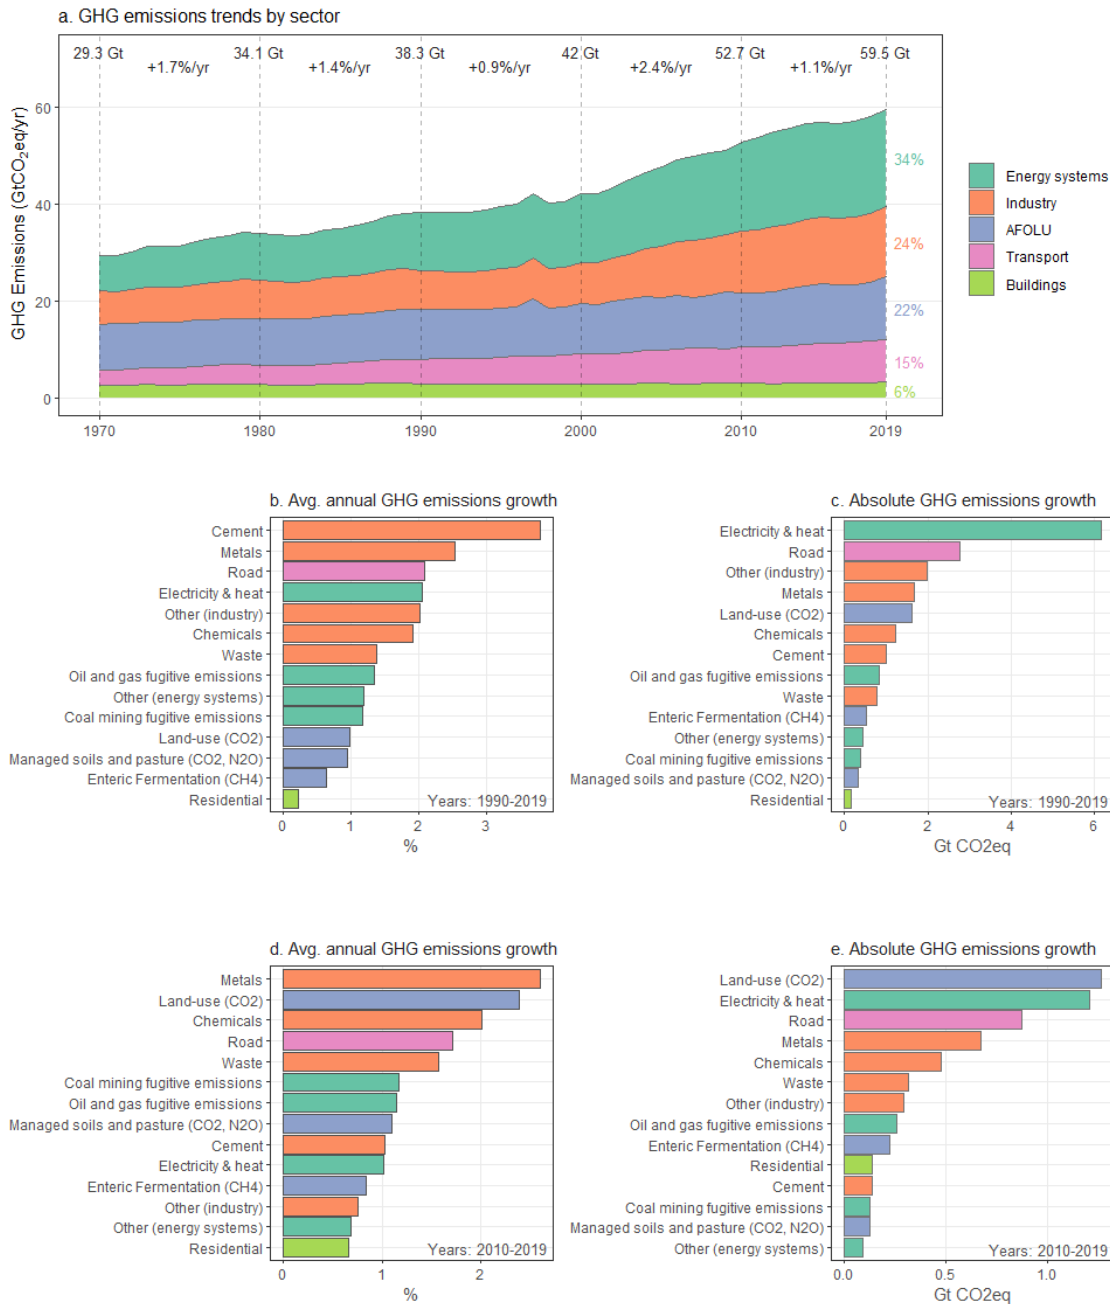 a. GHG emissions trends by sector
29.3 Gt 34.1 Gt 38.3 Gt 42 Gt 52.7 Gt 59.5 Gt
+1.7%/yr +1.4%/yr +0.9%/yr +2.4%/yr +1.1%/yr
GHG Emissions (GtCO2eq/yr)
60
40
20
0
34%
24%
22%
15%
6%
1970 1980 1990 2000 2010 2019
Energy systems
Industry
AFOLU
Transport
Buildings
b. Avg. annual GHG emissions growth
Cement
Metals
Road
Electricity & heat
Other (industry)
Chemicals
Waste
Oil and gas fugitive emissions
Other (energy systems)
Coal mining fugitive emissions
Land-use (CO2)
Managed soils and pasture (CO2, N2O)
Enteric Fermentation (CH4)
Residential
Years: 1990-2019
0 1 2 3
%
c. Absolute GHG emissions growth
Electricity & heat
Road
Other (industry)
Metals
Land-use (CO2)
Chemicals
Cement
Oil and gas fugitive emissions
Waste
Enteric Fermentation (CH4)
Other (energy systems)
Coal mining fugitive emissions
Managed soils and pasture (CO2, N2O)
Residential
Years: 1990-2019
0 2 4 6
Gt CO2eq
d. Avg. annual GHG emissions growth
Metals
Land-use (CO2)
Chemicals
Road
Waste
Coal mining fugitive emissions
Oil and gas fugitive emissions
Managed soils and pasture (CO2, N2O)
Cement
Electricity & heat
Enteric Fermentation (CH4)
Other (industry)
Other (energy systems)
Residential
Years: 2010-2019
0 1 2
%
e. Absolute GHG emissions growth
Land-use (CO2)
Electricity & heat
Road
Metals
Chemicals
Waste
Other (industry)
Oil and gas fugitive emissions
Enteric Fermentation (CH4)
Residential
Cement
Coal mining fugitive emissions
Managed soils and pasture (CO2, N2O)
Other (energy systems)
Years: 2010-2019
0.0 0.5 1.0
Gt CO2eq